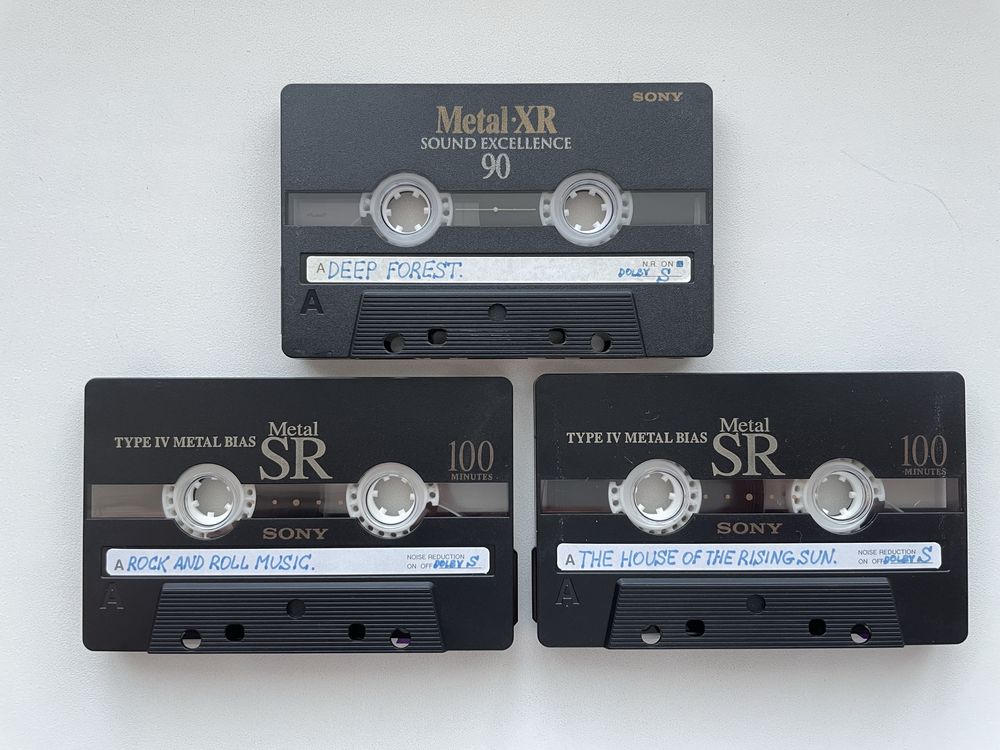 SONY
Metal·XR
SOUND EXCELLENCE
90
A DEEP FOREST.
N.R. ON
DOLBY S
A
TYPE IV METAL BIAS Metal SR
100
MINUTES
SONY
A ROCK AND ROLL MUSIC.
NOISE REDUCTION
ON OFF DOLBY S
A
TYPE IV METAL BIAS Metal SR
100
MINUTES
SONY
A THE HOUSE OF THE RISING SUN.
NOISE REDUCTION
ON OFF DOLBY S
A